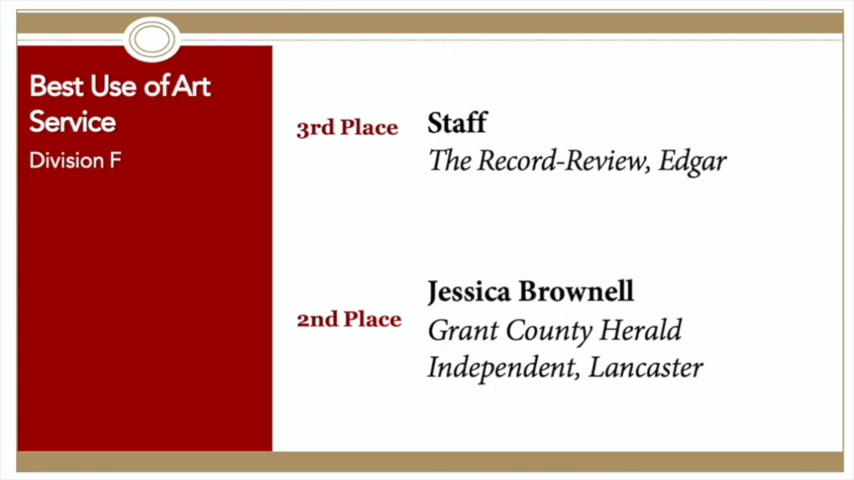 Best Use of Art
Service
Division F
3rd Place
Staff
The Record-Review, Edgar
2nd Place
Jessica Brownell
Grant County Herald
Independent, Lancaster